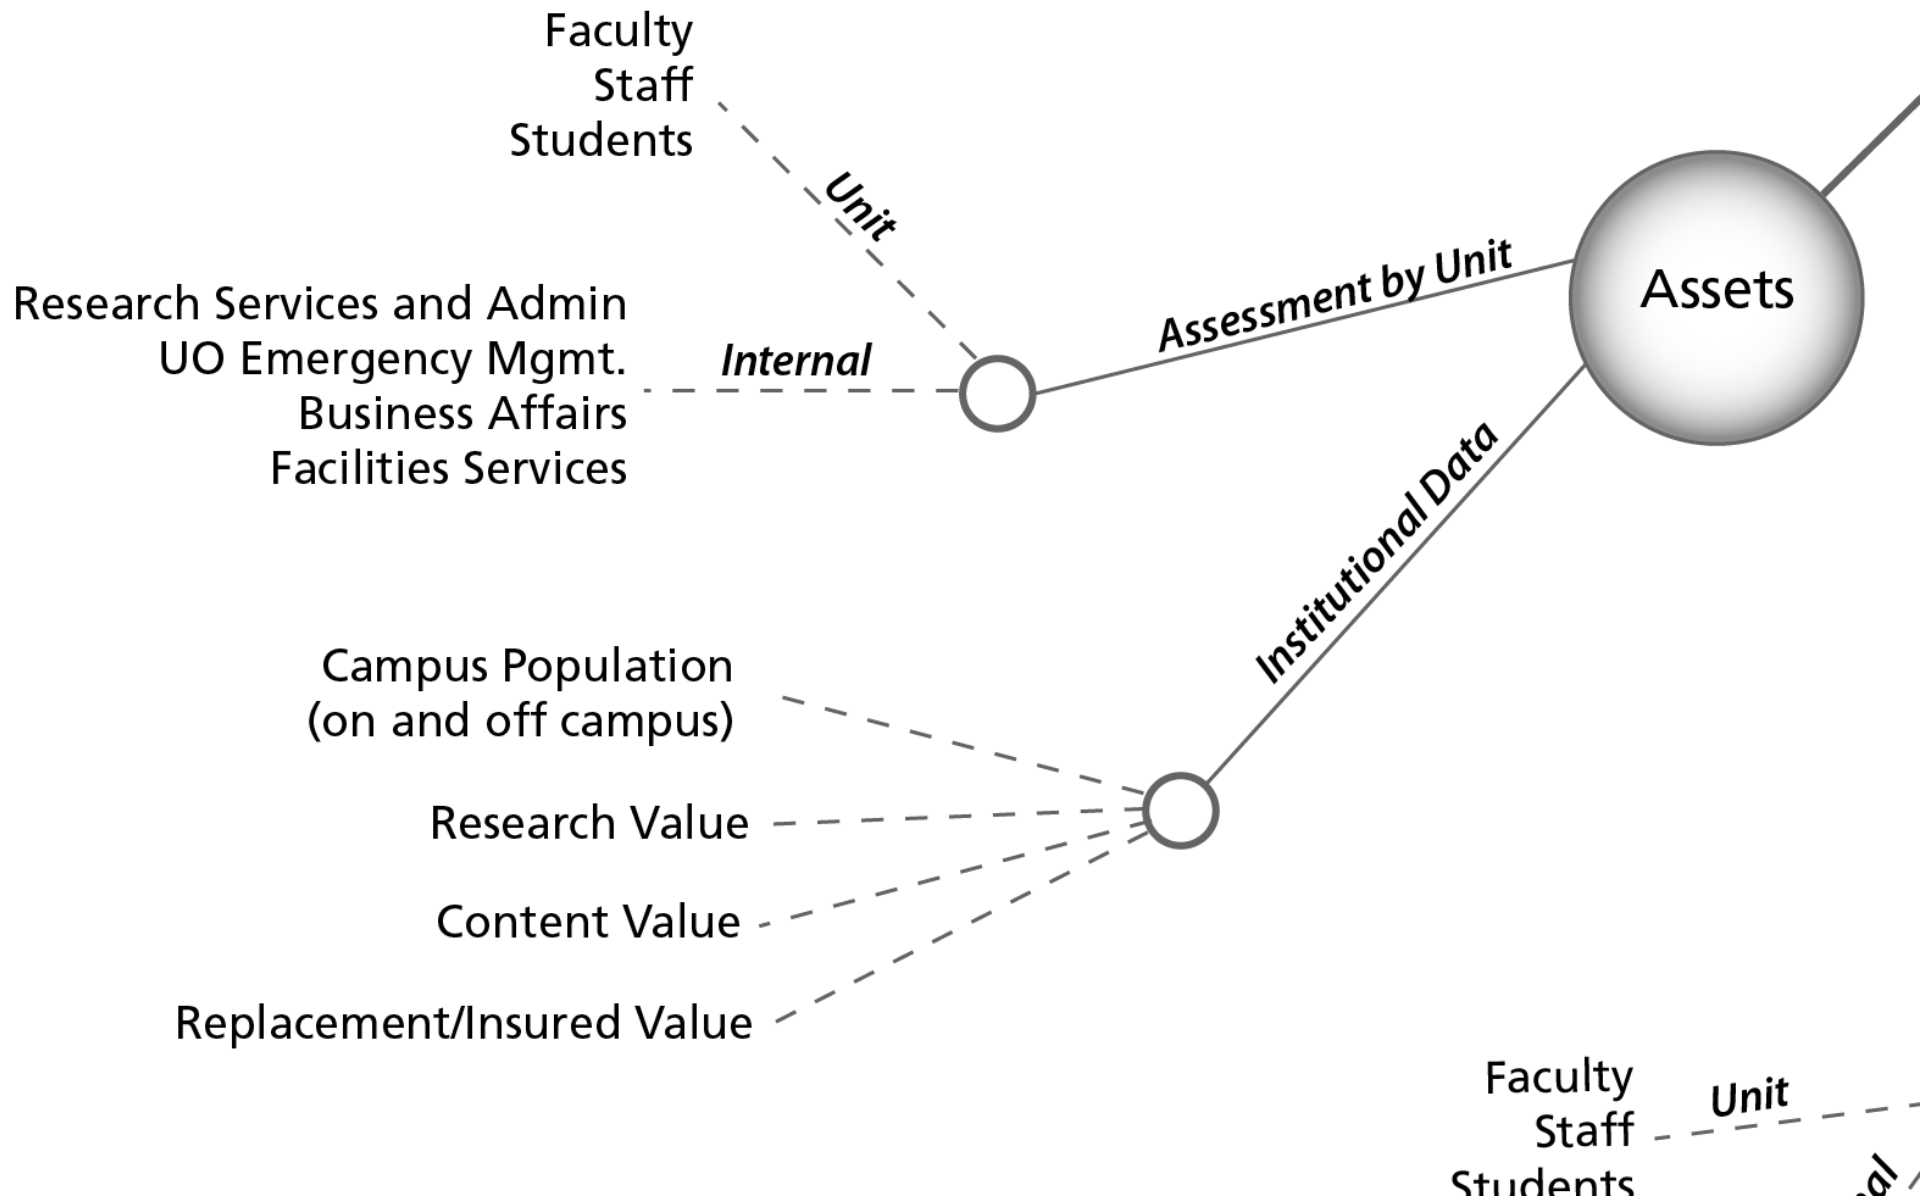 Faculty
Staff
Students
Unit
Research Services and Admin
UO Emergency Mgmt.
Business Affairs
Facilities Services
Internal
Assessment by Unit
Assets
Institutional Data
Campus Population
(on and off campus)
Research Value
Content Value
Replacement/Insured Value
Faculty
Staff
Students
Unit